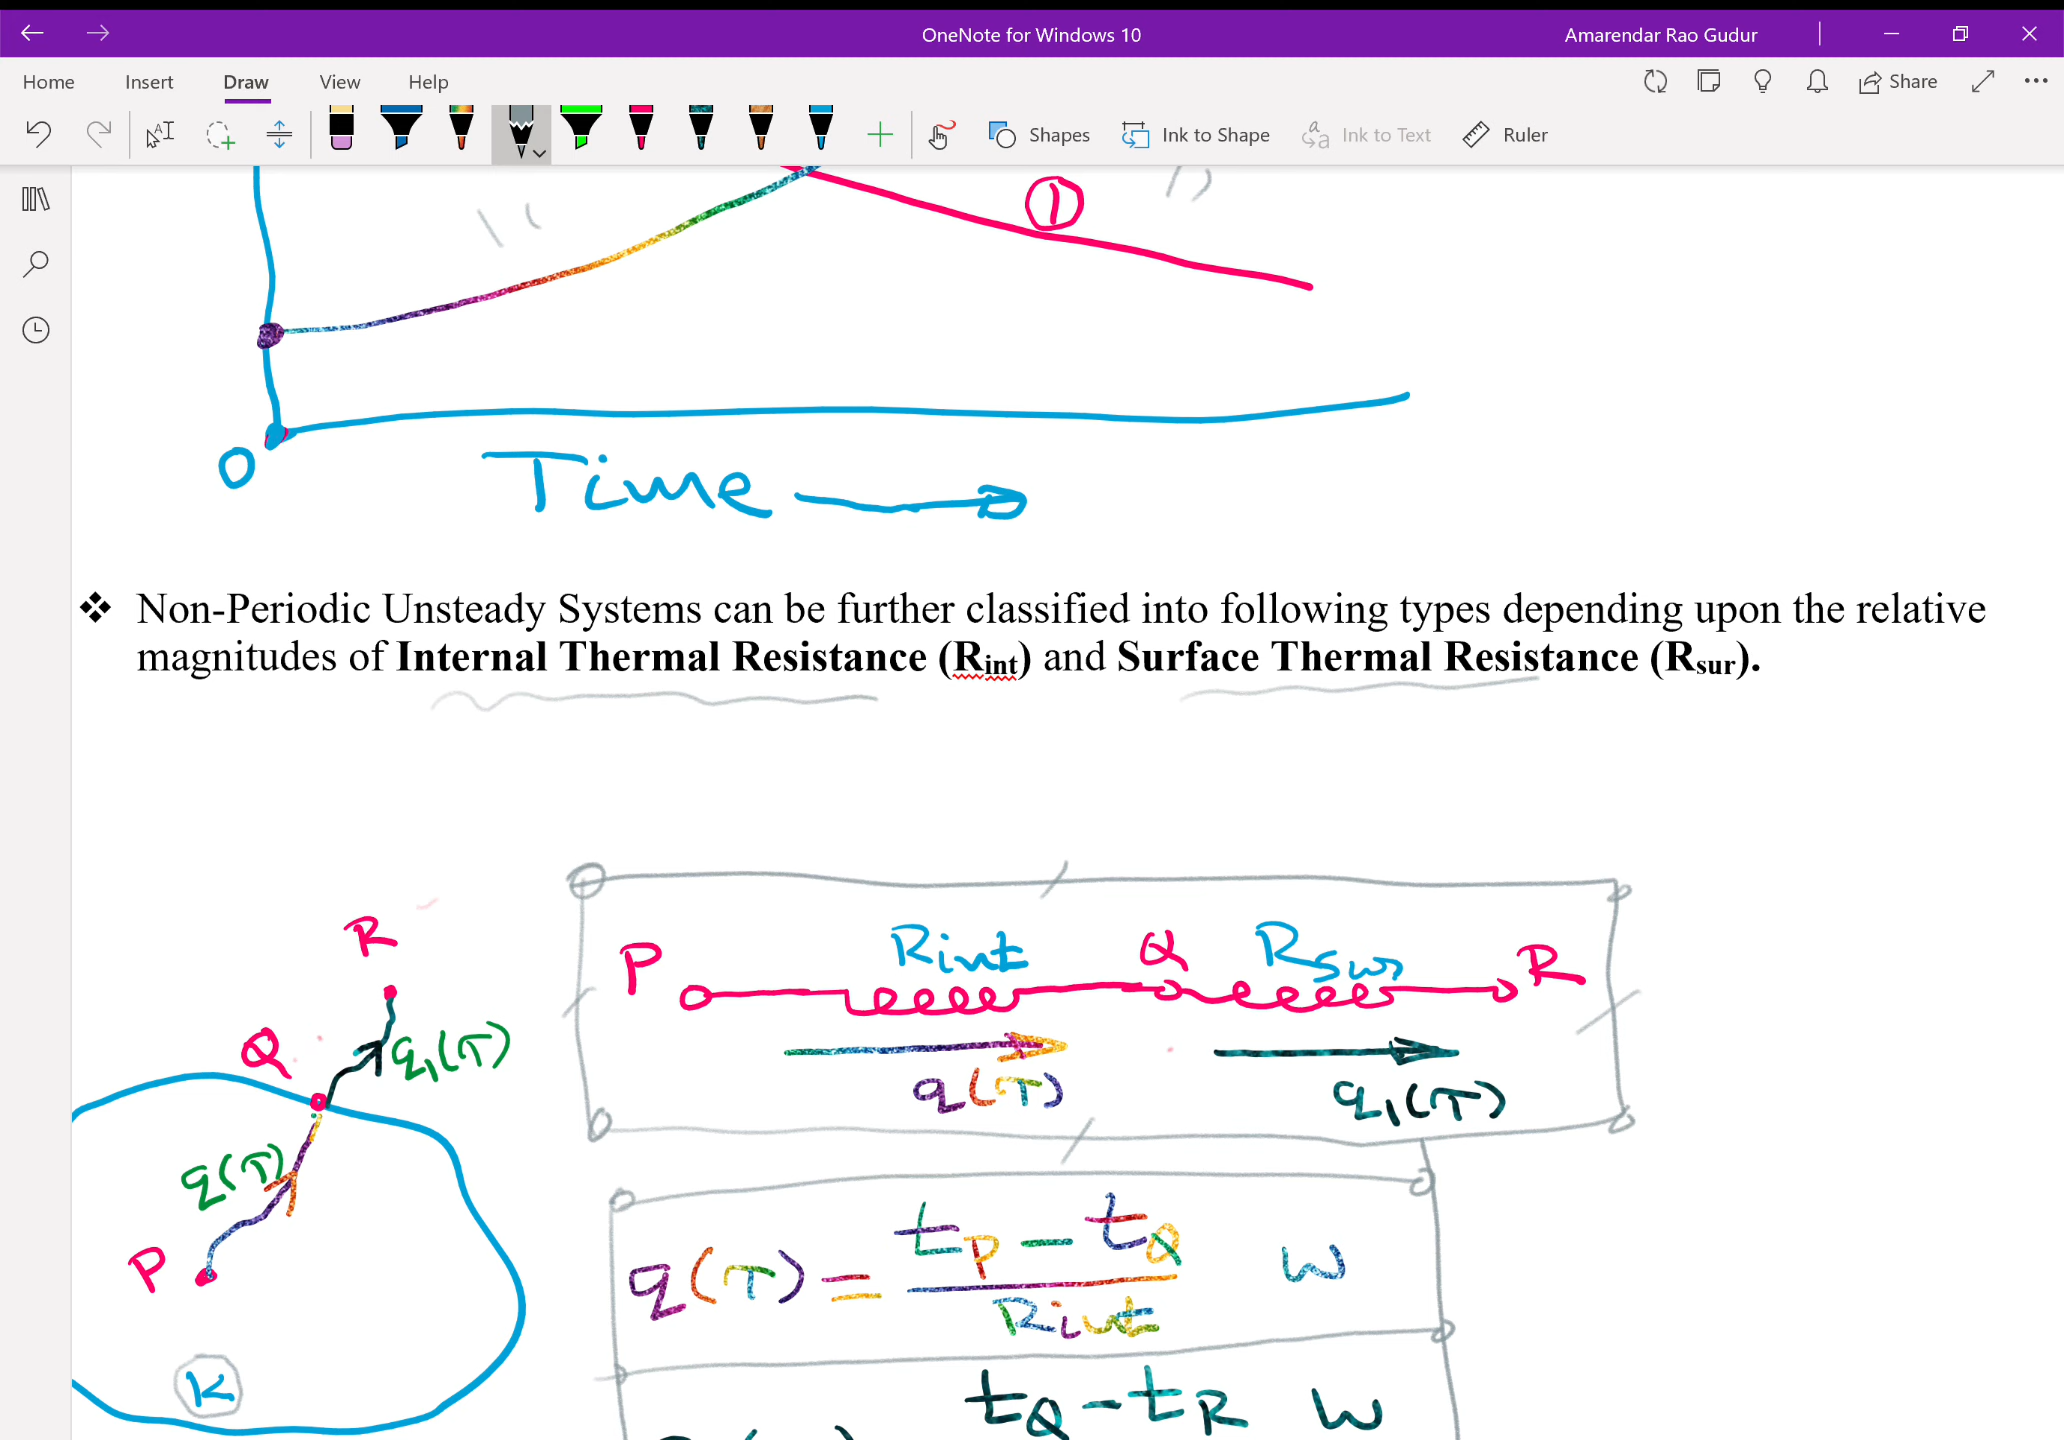 OneNote for Windows 10
Amarendar Rao Gudur
Home Insert Draw View Help
Share
Shapes Ink to Shape Ink to Text Ruler
1
O
Time
❖ Non-Periodic Unsteady Systems can be further classified into following types depending upon the relative
magnitudes of Internal Thermal Resistance (Rint) and Surface Thermal Resistance (Rsur).
R
Q
q1(τ)
q(τ)
P
K
P Rint Q Rsur R
q(τ) q1(τ)
q(τ) = tP - tQ W
Rint
tQ - tR W